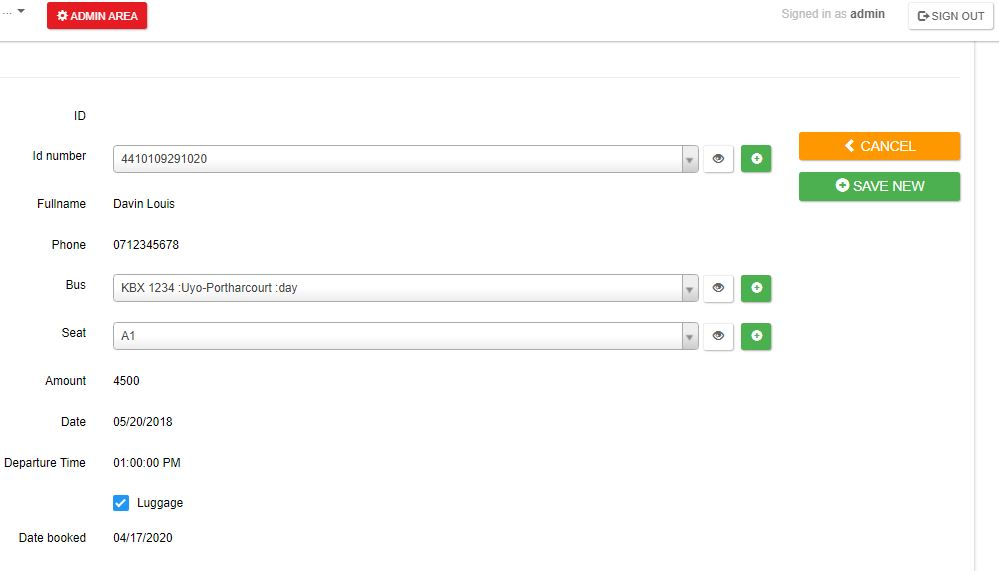 ... ADMIN AREA Signed in as admin SIGN OUT
ID
Id number 4410109291020
CANCEL
SAVE NEW
Fullname Davin Louis
Phone 0712345678
Bus KBX 1234 :Uyo-Portharcourt :day
Seat A1
Amount 4500
Date 05/20/2018
Departure Time 01:00:00 PM
Luggage
Date booked 04/17/2020